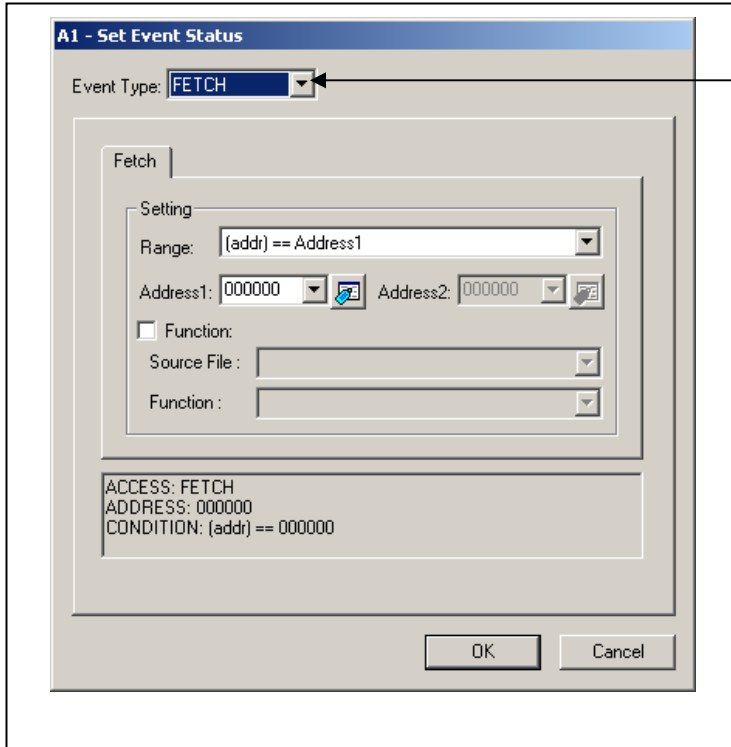 A1 - Set Event Status
Event Type: FETCH
Fetch
Setting
Range: (addr) == Address1
Address1: 000000 Address2: 000000
Function:
Source File :
Function :
ACCESS: FETCH
ADDRESS: 000000
CONDITION: (addr) == 000000
OK Cancel